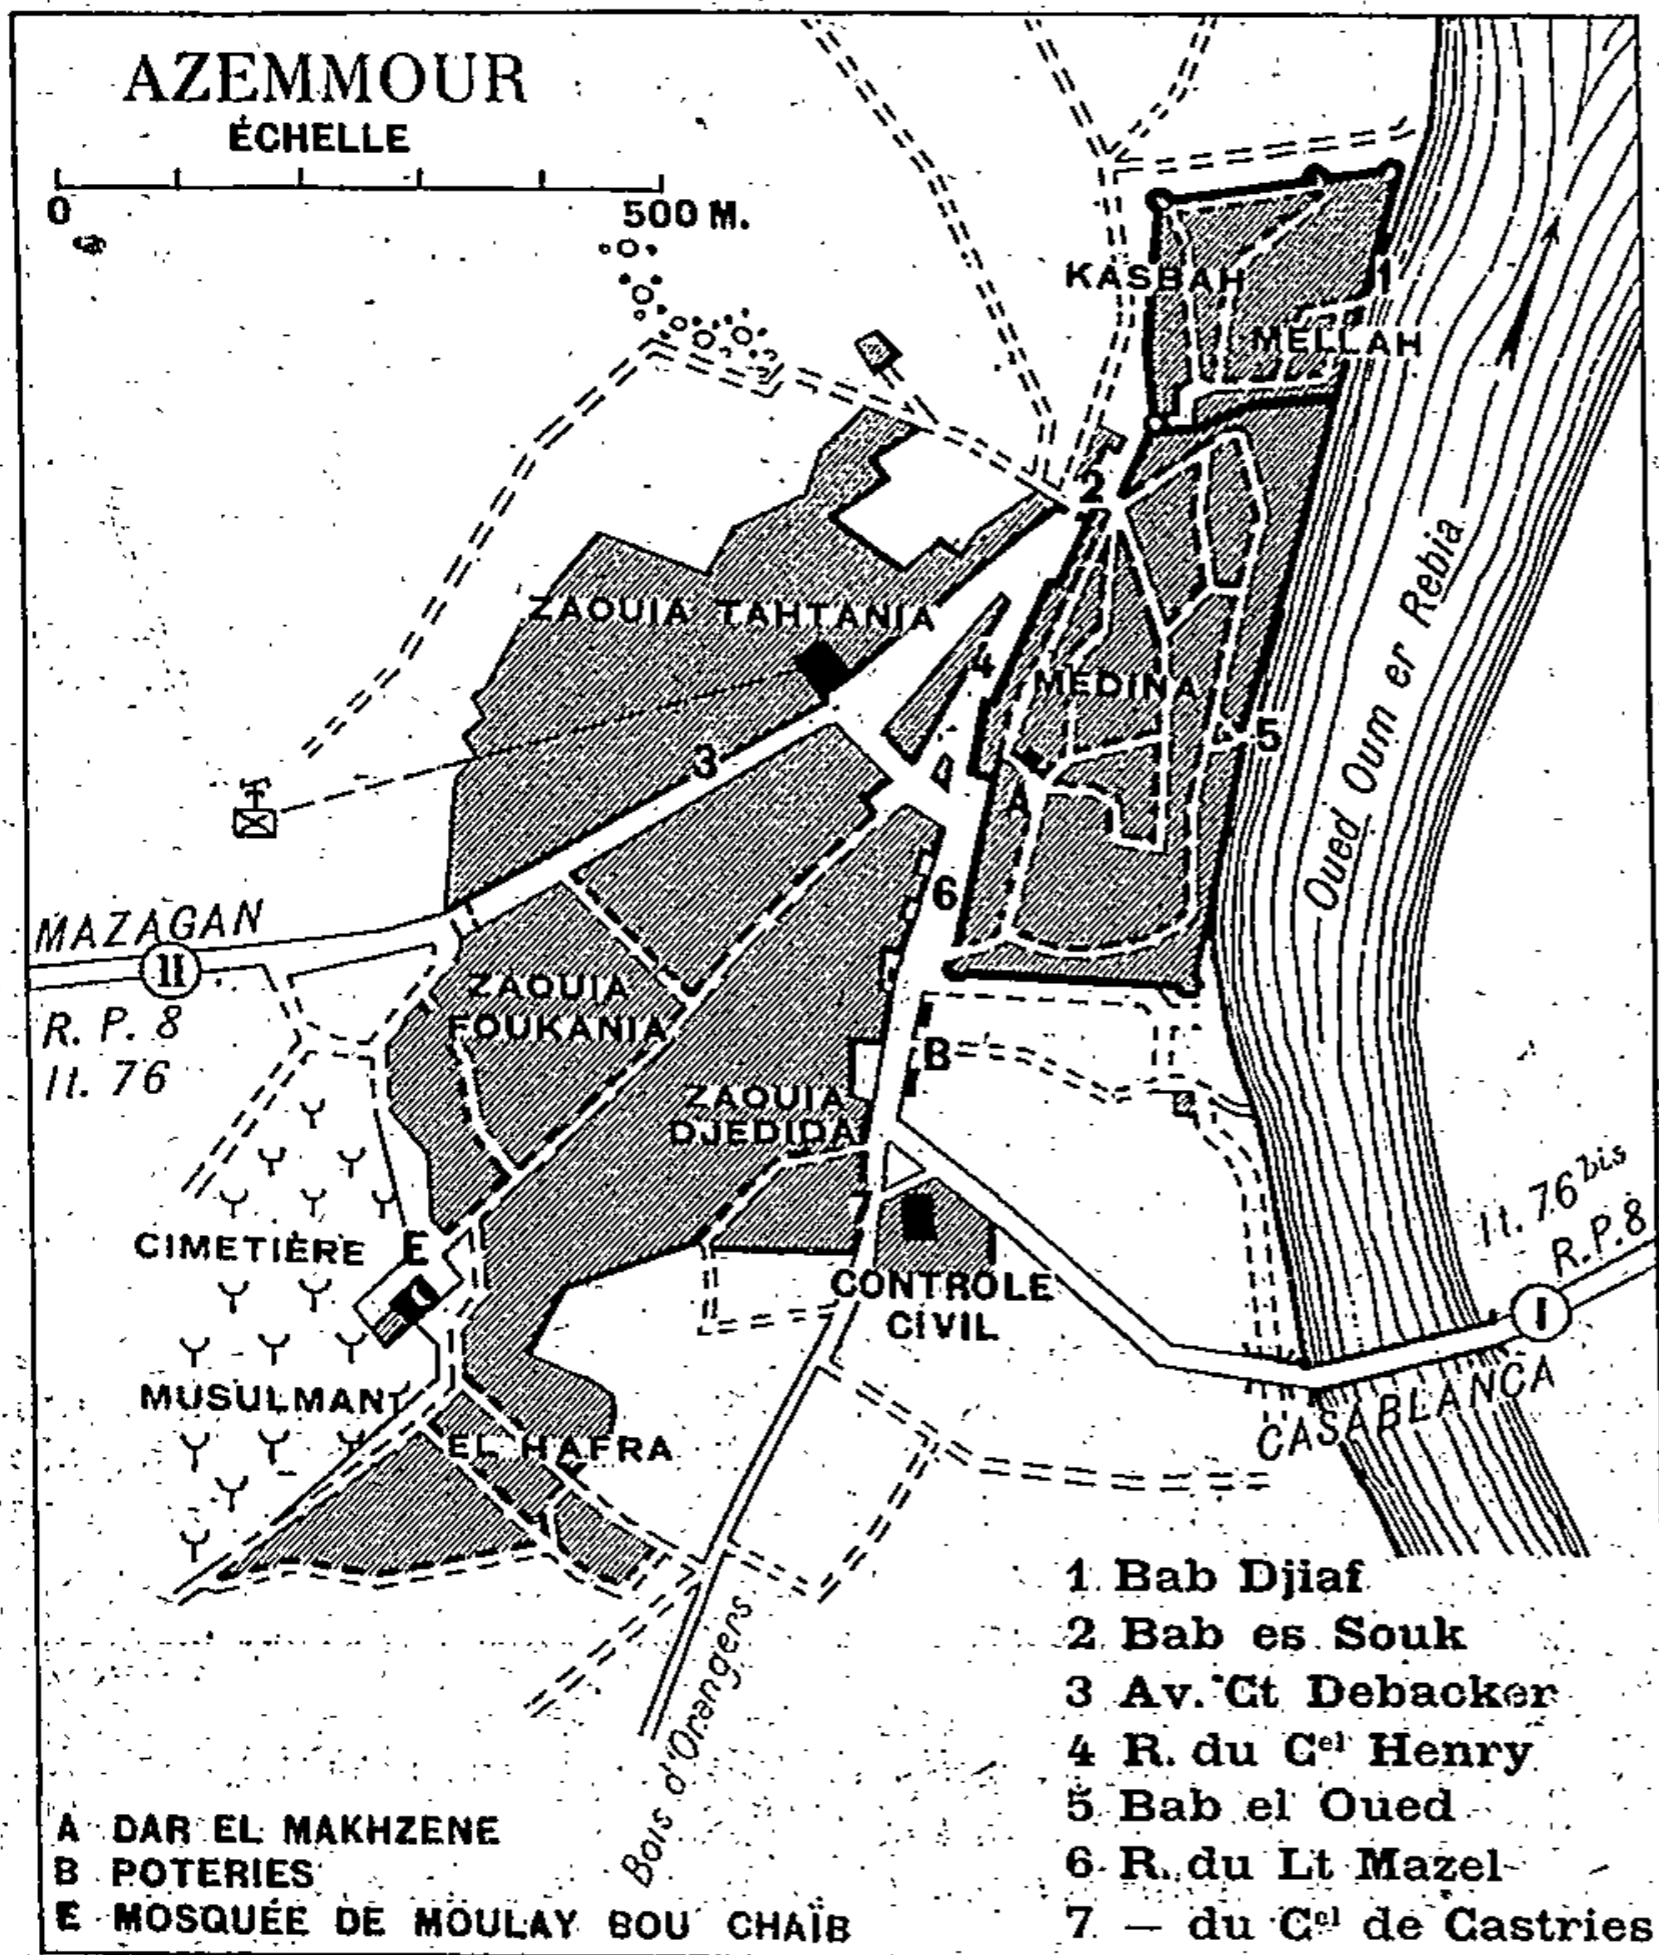 AZEMMOUR
ÉCHELLE
0 500 M.
KASBAH
1
MELLAH
2
ZAOUIA TAHTANIA
4
MEDINA
3
5
A
6
Oued Oum er Rebia
MAZAGAN
11
R. P. 8
It. 76
ZAOUIA
FOUKANIA
B
ZAOUIA
DJEDIDA
7
CIMETIÈRE
E
It. 76 bis
R.P. 8
CONTROLE
CIVIL
1
CASABLANCA
MUSULMAN
EL HAFRA
Bois d'Orangers
1 Bab Djiaf
2 Bab es Souk
3 Av. Ct Debacker
4 R. du Cel Henry
5 Bab el Oued
6 R. du Lt Mazel
7 — du Cel de Castries
A DAR EL MAKHZENE
B POTERIES
E MOSQUÉE DE MOULAY BOU CHAÏB